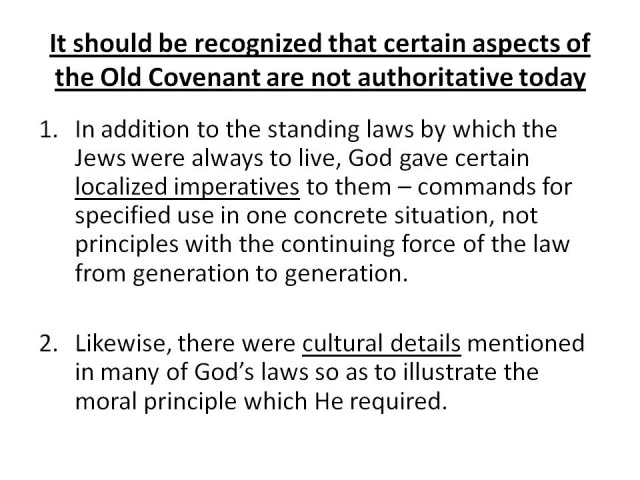 It should be recognized that certain aspects of
the Old Covenant are not authoritative today
1. In addition to the standing laws by which the
Jews were always to live, God gave certain
localized imperatives to them – commands for
specified use in one concrete situation, not
principles with the continuing force of the law
from generation to generation.
2. Likewise, there were cultural details mentioned
in many of God’s laws so as to illustrate the
moral principle which He required.